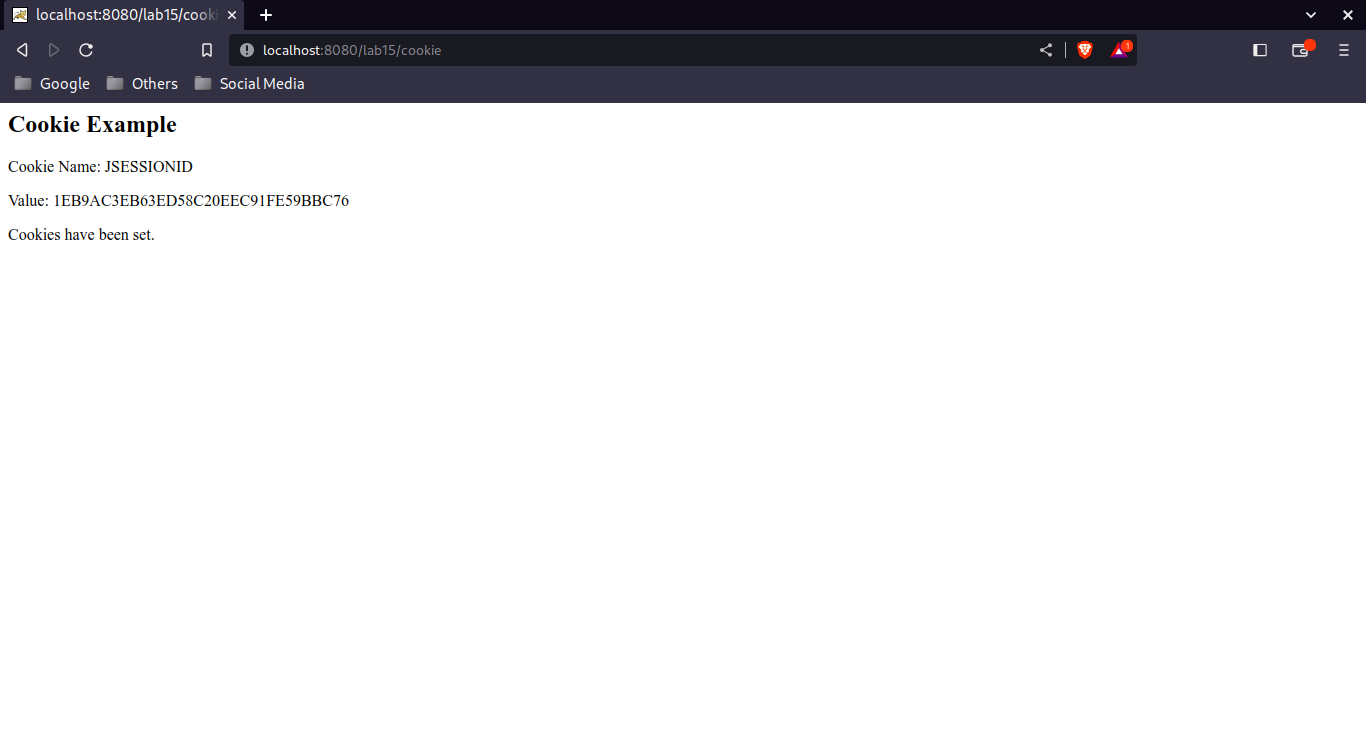 localhost:8080/lab15/cooki
localhost:8080/lab15/cookie
1
Google Others Social Media
Cookie Example
Cookie Name: JSESSIONID
Value: 1EB9AC3EB63ED58C20EEC91FE59BBC76
Cookies have been set.